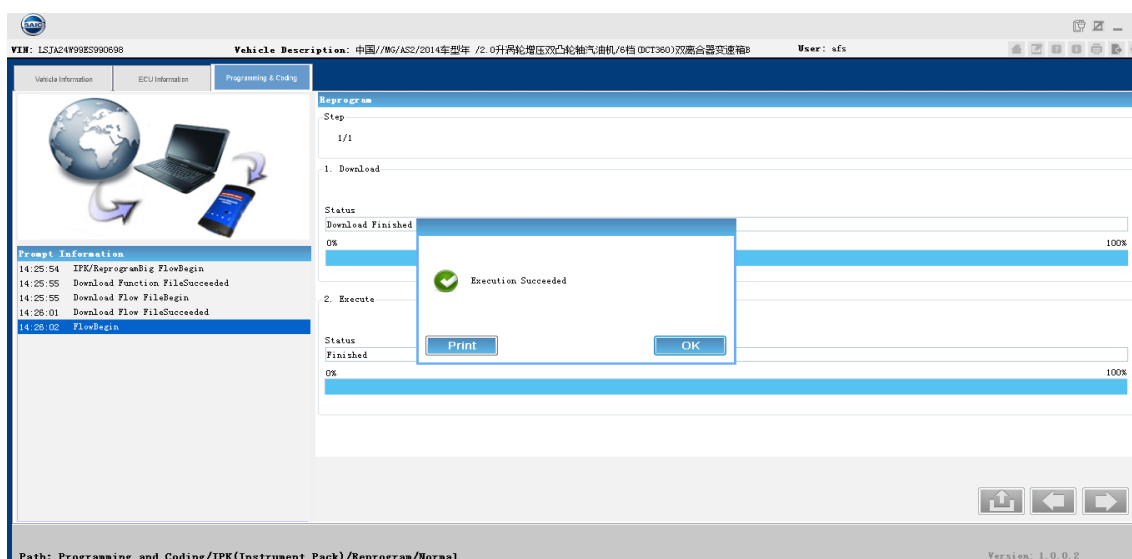 SAIC
VIN: LSJA24W99ES990698 Vehicle Description: 中国//MG/AS2/2014车型年 /2.0升涡轮增压双凸轮轴汽油机/6档(DCT360)双离合器变速箱B User: afs
Vehicle Information ECU Information Programming & Coding
Reprogram
Step
1/1
1. Download
Status
Download Finished
0% 100%
Prompt Information
14:25:54 IPK/ReprogramBig FlowBegin
14:25:55 Download Function FileSucceeded
14:25:55 Download Flow FileBegin
14:26:01 Download Flow FileSucceeded
14:26:02 FlowBegin
Execution Succeeded
Print OK
2. Execute
Status
Finished
0% 100%
Path: Programming and Coding/IPK(Instrument Pack)/Reprogram/Normal Version: 1.0.0.2